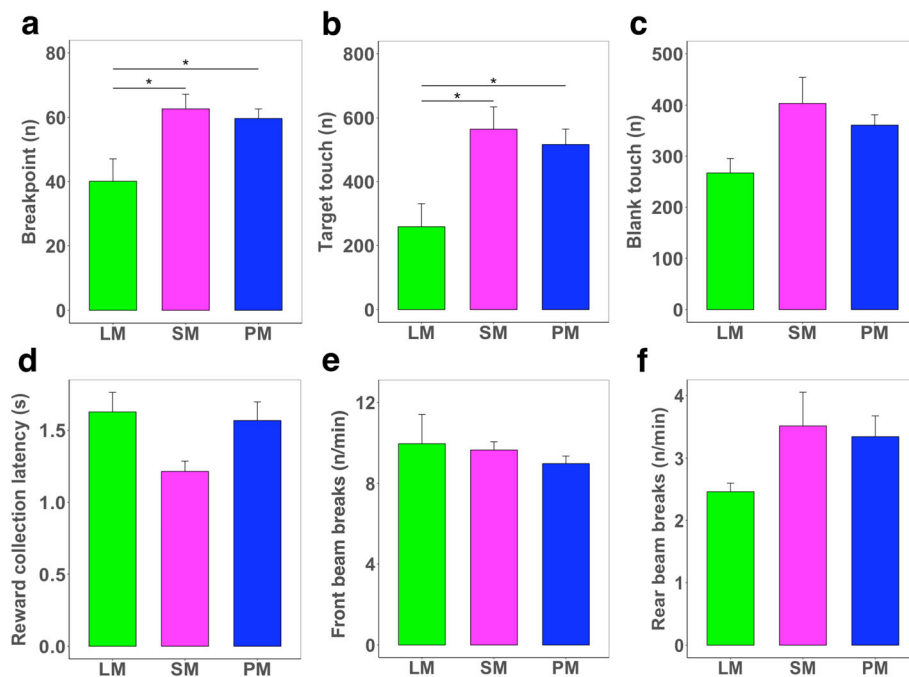 a
Breakpoint (n)
80
60
40
20
0
*
*
LM SM PM
b
Target touch (n)
800
600
400
200
0
*
*
LM SM PM
c
Blank touch (n)
500
400
300
200
100
0
LM SM PM
d
Reward collection latency (s)
1.5
1.0
0.5
0.0
LM SM PM
e
Front beam breaks (n/min)
12
8
4
0
LM SM PM
f
Rear beam breaks (n/min)
4
3
2
1
0
LM SM PM